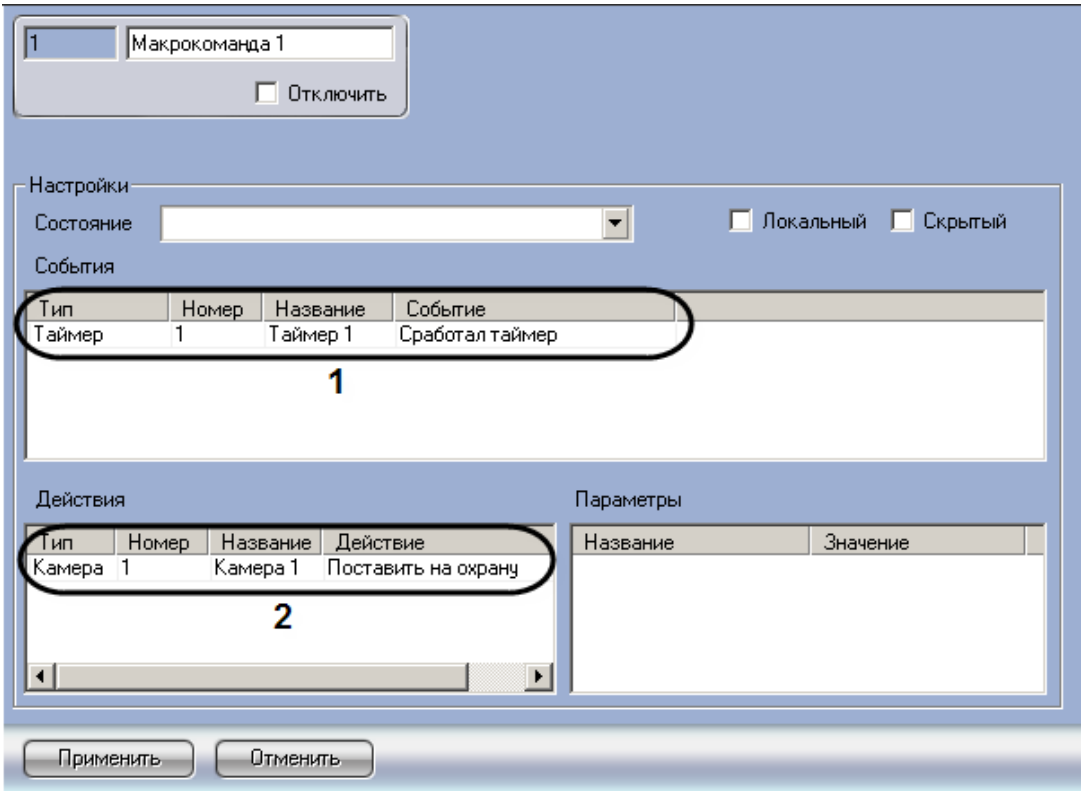 1 Макрокоманда 1
Отключить
Настройки
Состояние Локальный Скрытый
События
Тип Номер Название Событие
Таймер 1 Таймер 1 Сработал таймер
1
Действия Параметры
Тип Номер Название Действие Название Значение
Камера 1 Камера 1 Поставить на охрану
2
Применить Отменить